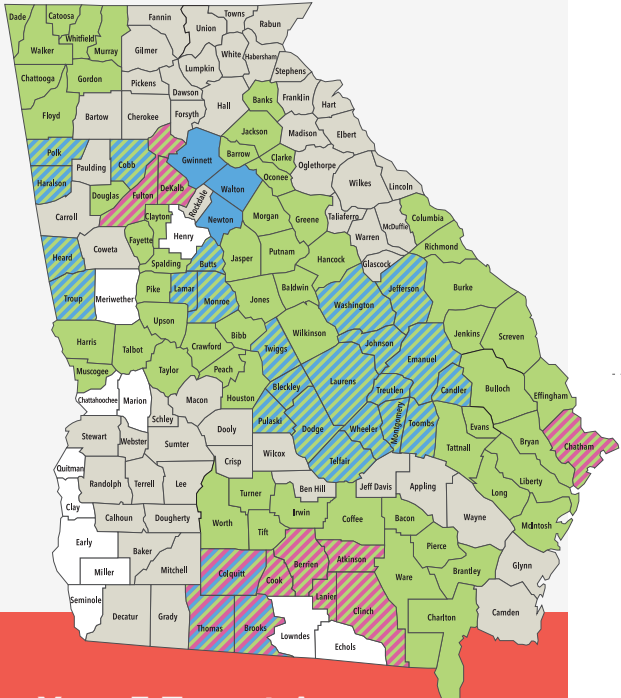 Dade
Catoosa
Fannin
Towns
Rabun
Union
Whitfield
Murray
Walker
Gilmer
White
Habersham
Lumpkin
Stephens
Chattooga
Gordon
Pickens
Dawson
Banks
Franklin
Hart
Hall
Floyd
Bartow
Cherokee
Forsyth
Jackson
Madison
Elbert
Polk
Cobb
Gwinnett
Barrow
Clarke
Oglethorpe
Paulding
Oconee
Haralson
Douglas
Fulton
DeKalb
Walton
Wilkes
Lincoln
Rockdale
Carroll
Clayton
Newton
Morgan
Greene
Taliaferro
McDuffie
Columbia
Henry
Fayette
Warren
Richmond
Heard
Coweta
Spalding
Butts
Jasper
Putnam
Hancock
Glascock
Troup
Meriwether
Pike
Lamar
Monroe
Jones
Baldwin
Washington
Jefferson
Burke
Upson
Bibb
Wilkinson
Johnson
Jenkins
Screven
Harris
Talbot
Crawford
Twiggs
Emanuel
Muscogee
Taylor
Peach
Bleckley
Laurens
Treutlen
Candler
Bulloch
Effingham
Chattahoochee
Marion
Macon
Houston
Schley
Pulaski
Dodge
Wheeler
Montgomery
Toombs
Evans
Bryan
Chatham
Stewart
Webster
Sumter
Dooly
Tattnall
Wilcox
Telfair
Crisp
Quitman
Randolph
Terrell
Lee
Turner
Ben Hill
Jeff Davis
Appling
Long
Liberty
Clay
Calhoun
Dougherty
Worth
Irwin
Coffee
Bacon
Wayne
McIntosh
Tift
Early
Baker
Mitchell
Pierce
Miller
Colquitt
Cook
Berrien
Atkinson
Ware
Brantley
Glynn
Seminole
Decatur
Grady
Thomas
Brooks
Lanier
Clinch
Charlton
Camden
Lowndes
Echols